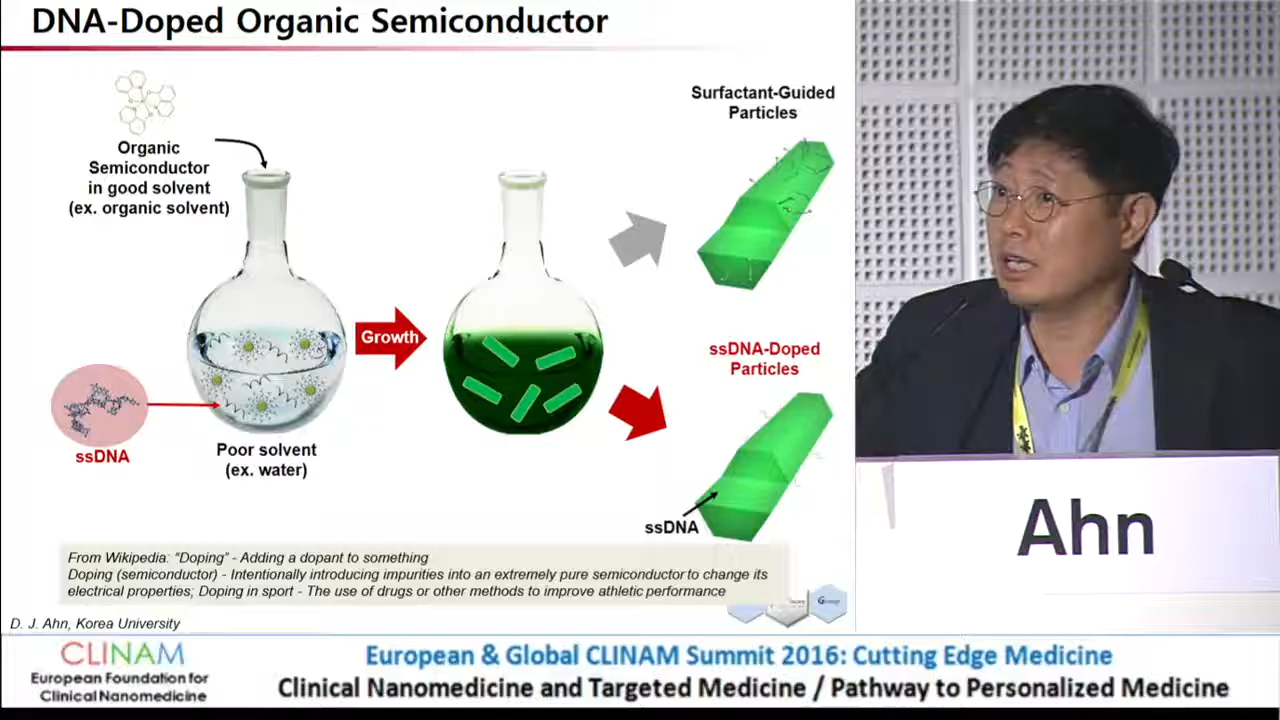 DNA-Doped Organic Semiconductor
Organic
Semiconductor
in good solvent
(ex. organic solvent)
ssDNA
Poor solvent
(ex. water)
Growth
Surfactant-Guided
Particles
ssDNA-Doped
Particles
ssDNA
From Wikipedia: "Doping" - Adding a dopant to something
Doping (semiconductor) - Intentionally introducing impurities into an extremely pure semiconductor to change its
electrical properties; Doping in sport - The use of drugs or other methods to improve athletic performance
D. J. Ahn, Korea University
Ahn
CLINAM
European Foundation for
Clinical Nanomedicine
European & Global CLINAM Summit 2016: Cutting Edge Medicine
Clinical Nanomedicine and Targeted Medicine / Pathway to Personalized Medicine